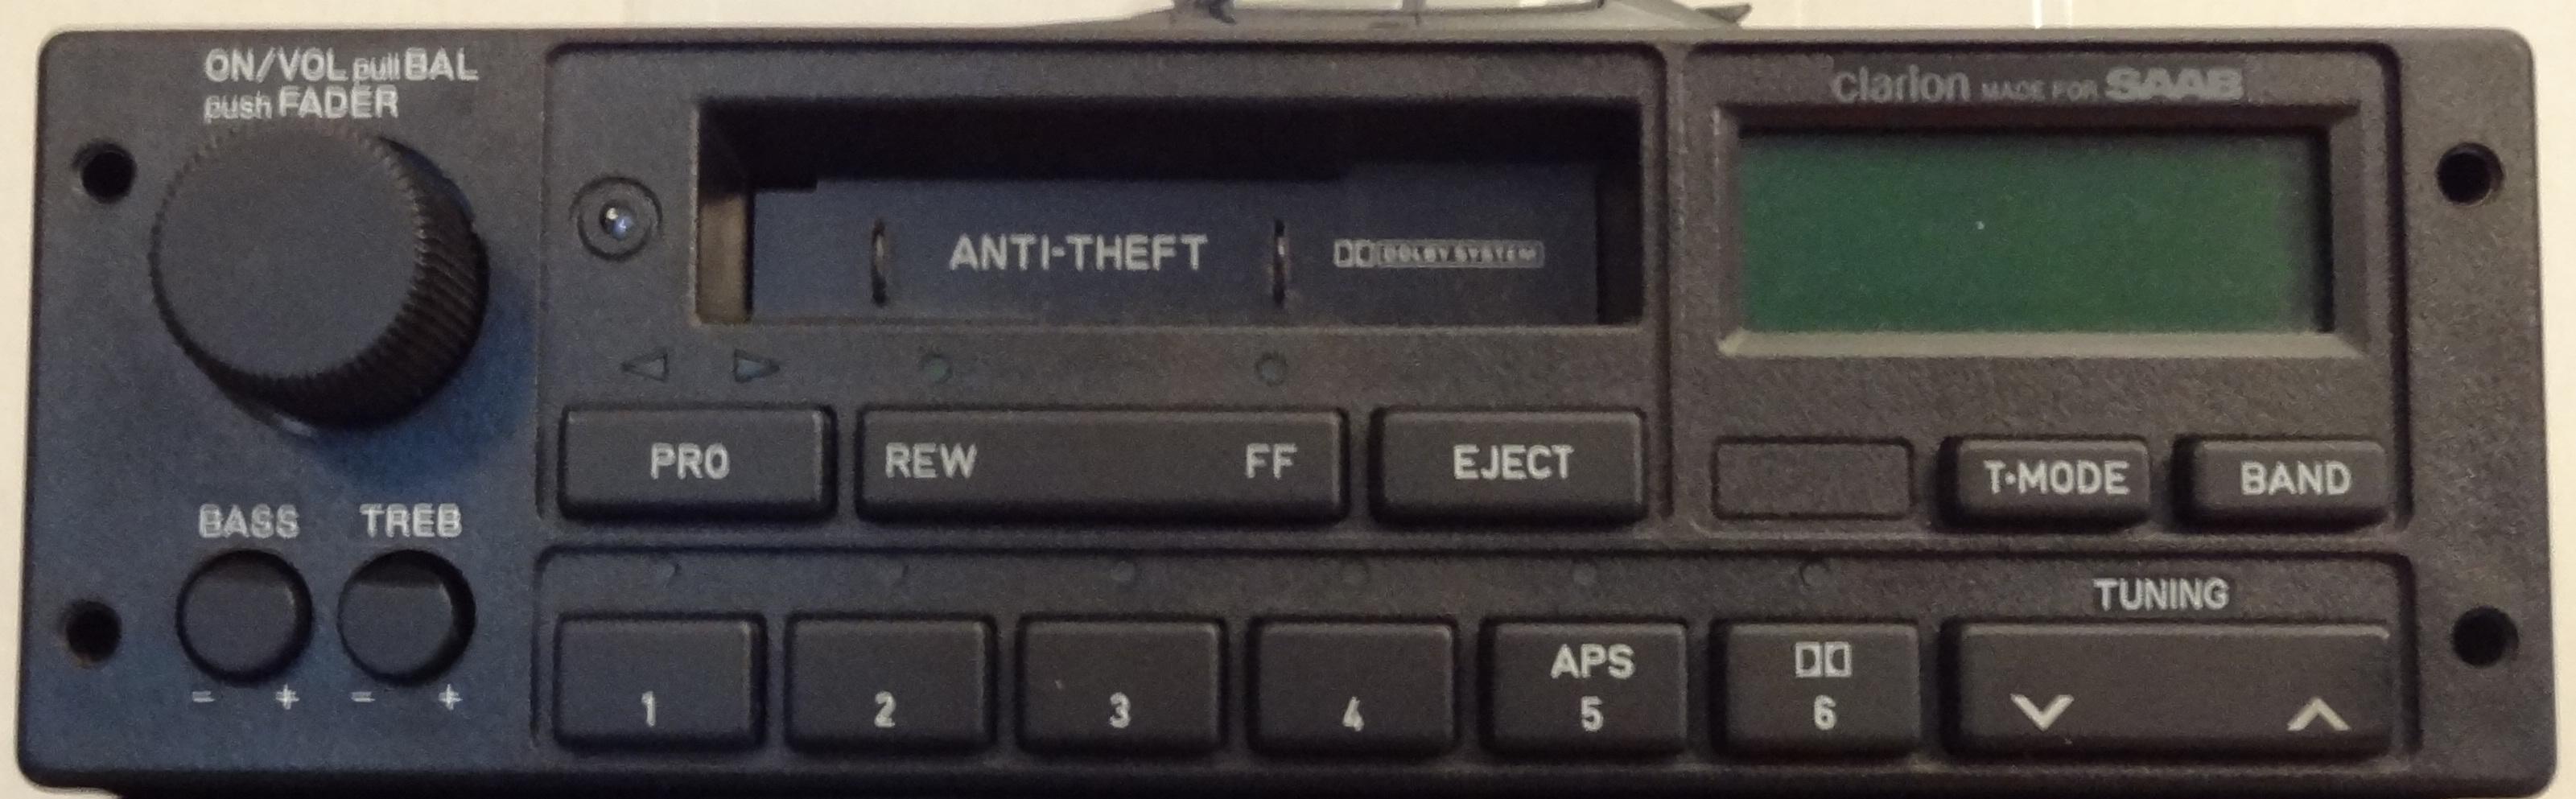 ON/VOL pull BAL
push FADER
clarion MADE FOR SAAB
ANTI-THEFT
DOLBY SYSTEM
PRO
REW FF
EJECT
T•MODE
BAND
BASS TREB
- + - +
TUNING
1
2
3
4
APS
5
6